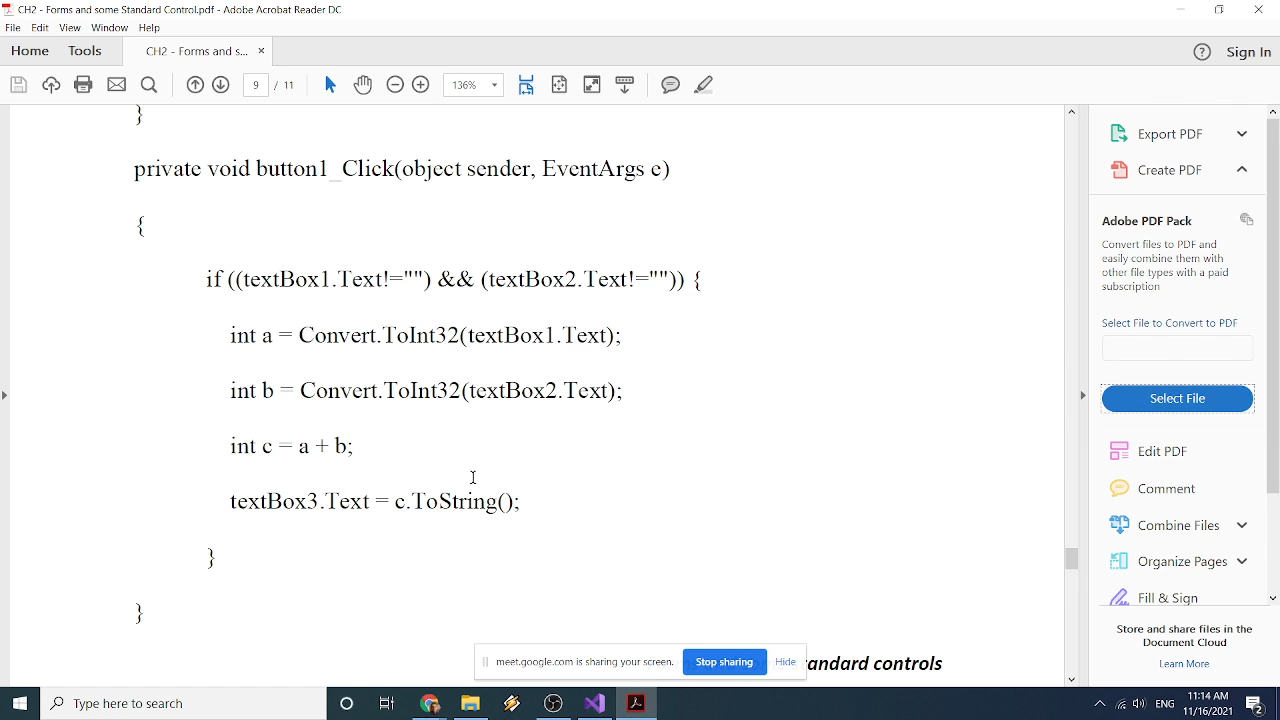 CH2 - Forms and some Standard Control.pdf - Adobe Acrobat Reader DC
File Edit View Window Help
Home Tools CH2 - Forms and s... × Sign In
9 / 11 136%
}
private void button1_Click(object sender, EventArgs e)
{
if ((textBox1.Text!="") && (textBox2.Text!="")) {
int a = Convert.ToInt32(textBox1.Text);
int b = Convert.ToInt32(textBox2.Text);
int c = a + b;
textBox3.Text = c.ToString();
}
}
standard controls
meet.google.com is sharing your screen. Stop sharing Hide
Export PDF
Create PDF
Adobe PDF Pack
Convert files to PDF and
easily combine them with
other file types with a paid
subscription
Select File to Convert to PDF
Select File
Edit PDF
Comment
Combine Files
Organize Pages
Fill & Sign
Store and share files in the
Document Cloud
Learn More
Type here to search
ENG
11:14 AM
11/16/2021
2